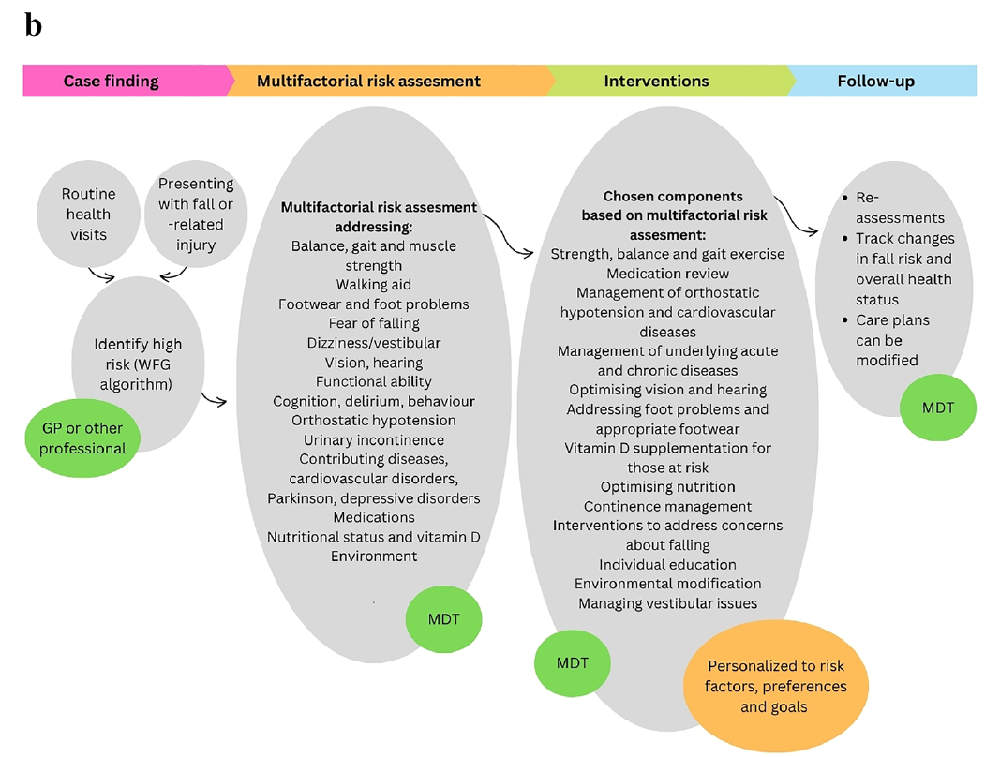 b
Case finding
Multifactorial risk assesment
Interventions
Follow-up
Routine
health
visits
Presenting
with fall or
-related
injury
Identify high
risk (WFG
algorithm)
GP or other
professional
Multifactorial risk assesment
addressing:
Balance, gait and muscle
strength
Walking aid
Footwear and foot problems
Fear of falling
Dizziness/vestibular
Vision, hearing
Functional ability
Cognition, delirium, behaviour
Orthostatic hypotension
Urinary incontinence
Contributing diseases,
cardiovascular disorders,
Parkinson, depressive disorders
Medications
Nutritional status and vitamin D
Environment
.
MDT
Chosen components
based on multifactorial risk
assesment:
Strength, balance and gait exercise
Medication review
Management of orthostatic
hypotension and cardiovascular
diseases
Management of underlying acute
and chronic diseases
Optimising vision and hearing
Addressing foot problems and
appropriate footwear
Vitamin D supplementation for
those at risk
Optimising nutrition
Continence management
Interventions to address concerns
about falling
Individual education
Environmental modification
Managing vestibular issues
MDT
Personalized to risk
factors, preferences
and goals
• Re-
assessments
• Track changes
in fall risk and
overall health
status
• Care plans
can be
modified
MDT